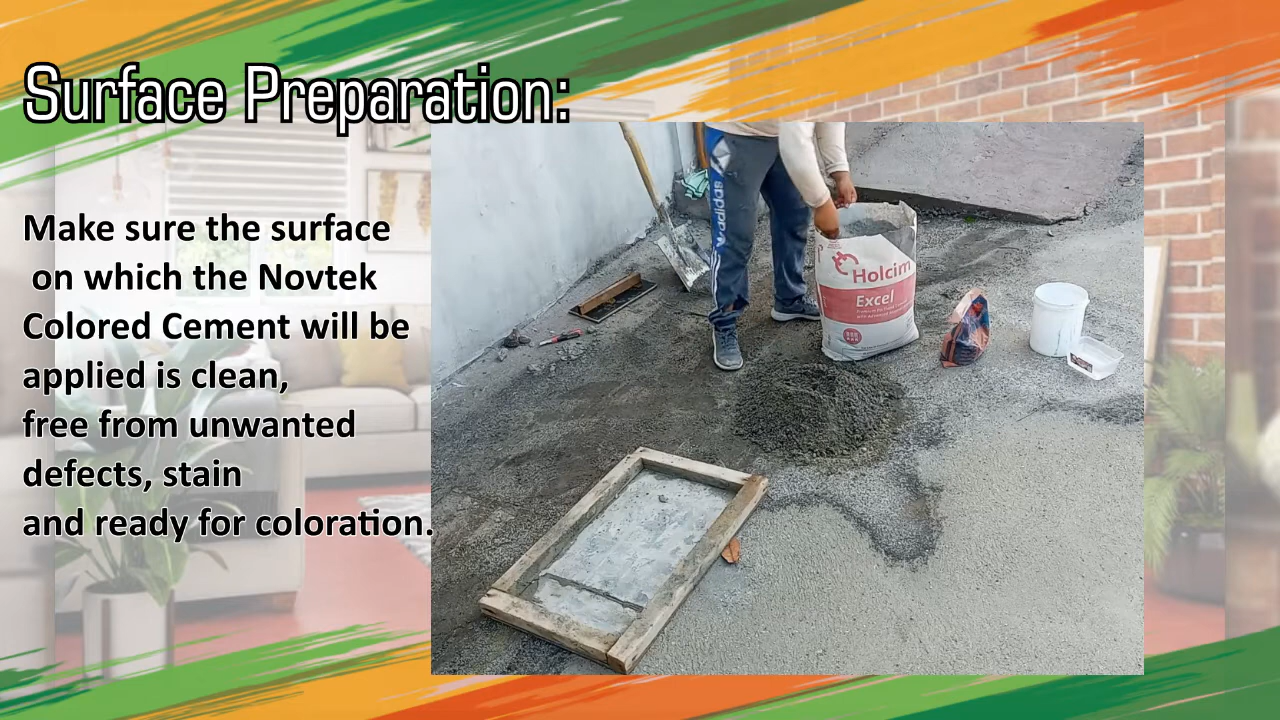 Surface Preparation:
Make sure the surface
on which the Novtek
Colored Cement will be
applied is clean,
free from unwanted
defects, stain
and ready for coloration.
adidas
Holcim
Excel